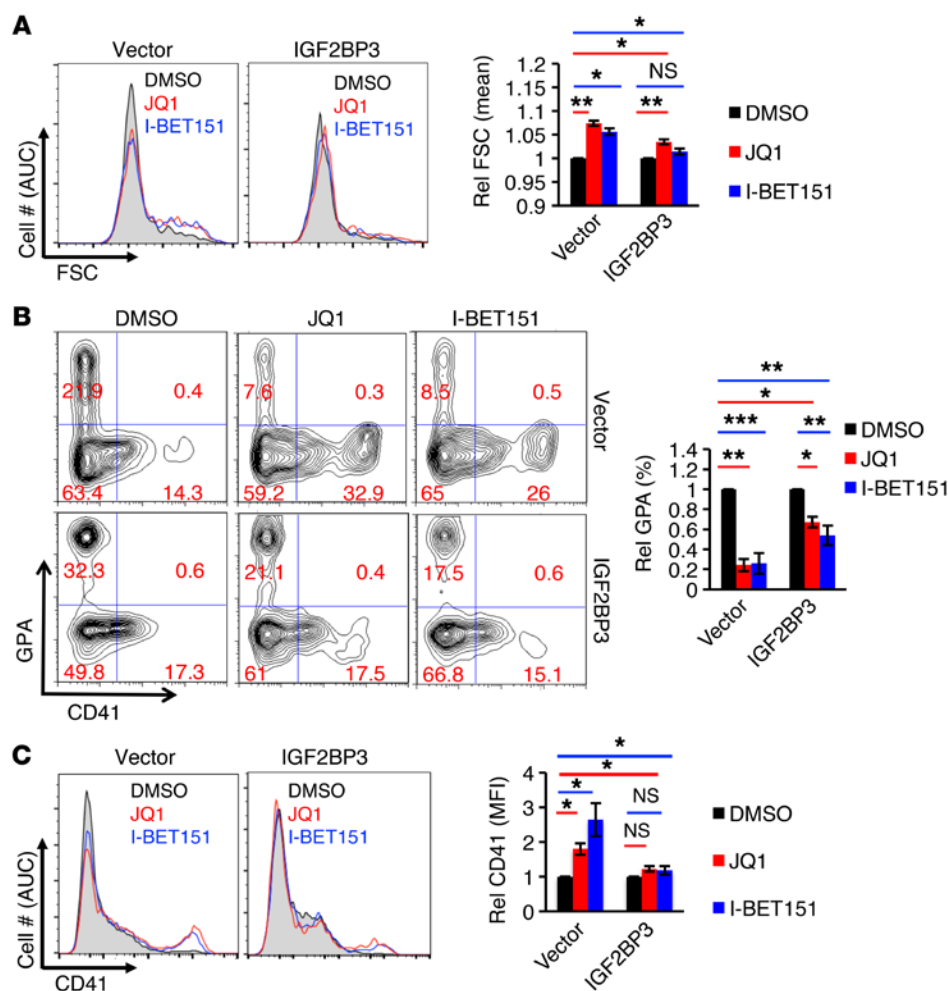 A
Vector
IGF2BP3
DMSO
JQ1
I-BET151
DMSO
JQ1
I-BET151
Cell # (AUC)
FSC
*
*
*
NS
**
**
Rel FSC (mean)
1.2
1.15
1.1
1.05
1
0.95
0.9
Vector
IGF2BP3
DMSO
JQ1
I-BET151
B
DMSO
JQ1
I-BET151
21.9
0.4
7.6
0.3
8.5
0.5
Vector
63.4
14.3
59.2
32.9
65
26
32.3
0.6
21.1
0.4
17.5
0.6
IGF2BP3
49.8
17.3
61
17.5
66.8
15.1
GPA
CD41
**
*
***
**
**
*
Rel GPA (%)
1.4
1.2
1
0.8
0.6
0.4
0.2
0
Vector
IGF2BP3
DMSO
JQ1
I-BET151
C
Vector
IGF2BP3
DMSO
JQ1
I-BET151
DMSO
JQ1
I-BET151
Cell # (AUC)
CD41
*
*
*
NS
*
NS
Rel CD41 (MFI)
4
3
2
1
0
Vector
IGF2BP3
DMSO
JQ1
I-BET151